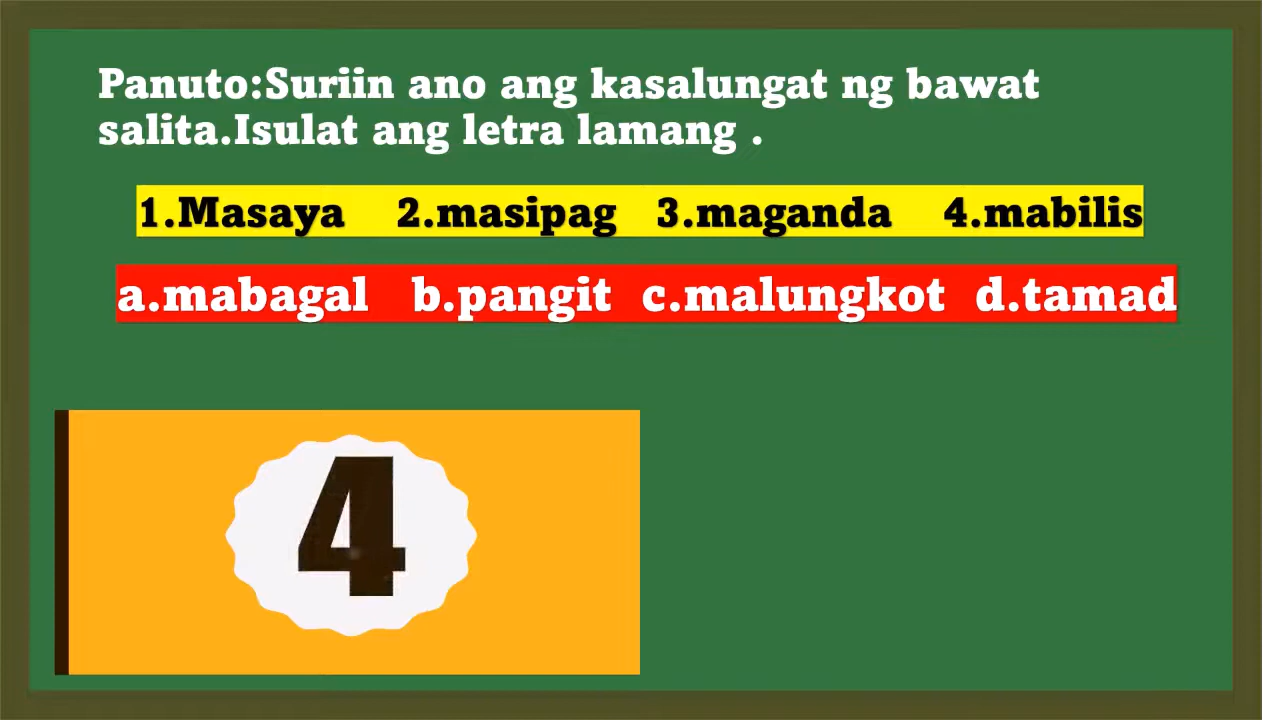 Panuto:Suriin ano ang kasalungat ng bawat
salita.Isulat ang letra lamang .
1.Masaya 2.masipag 3.maganda 4.mabilis
a.mabagal b.pangit c.malungkot d.tamad
4